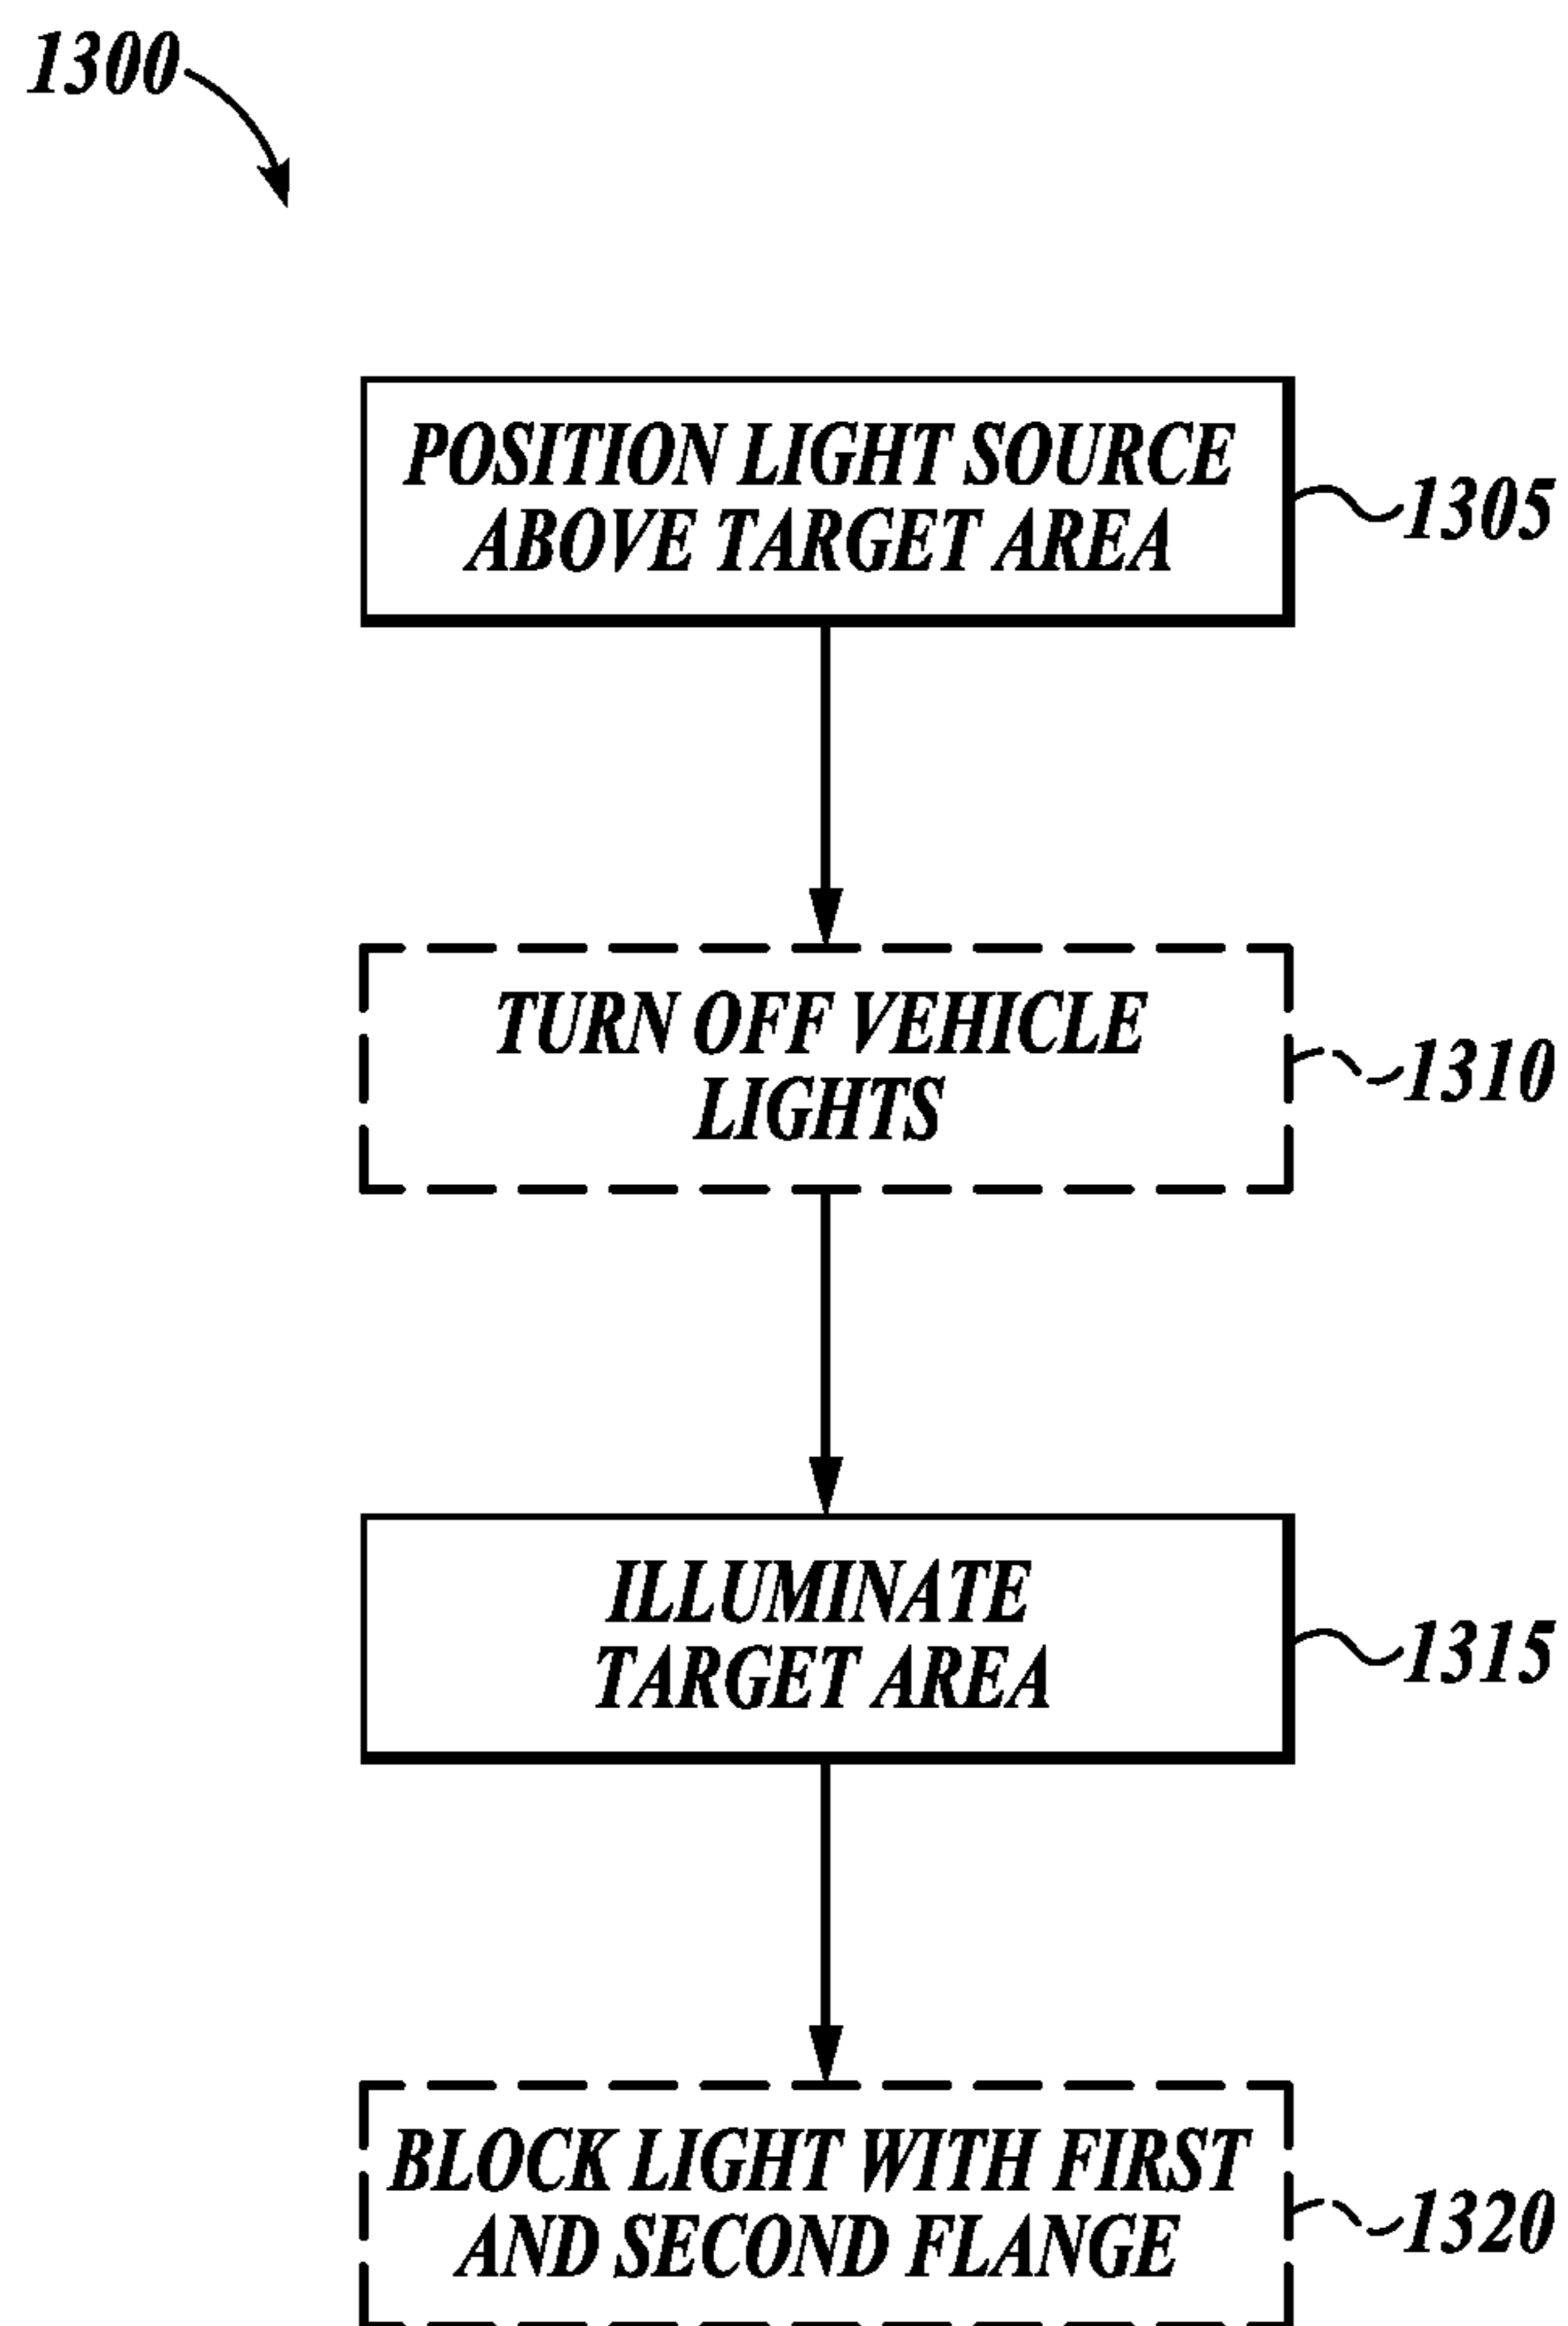 1300
POSITION LIGHT SOURCE
ABOVE TARGET AREA
1305
TURN OFF VEHICLE
LIGHTS
1310
ILLUMINATE
TARGET AREA
1315
BLOCK LIGHT WITH FIRST
AND SECOND FLANGE
1320